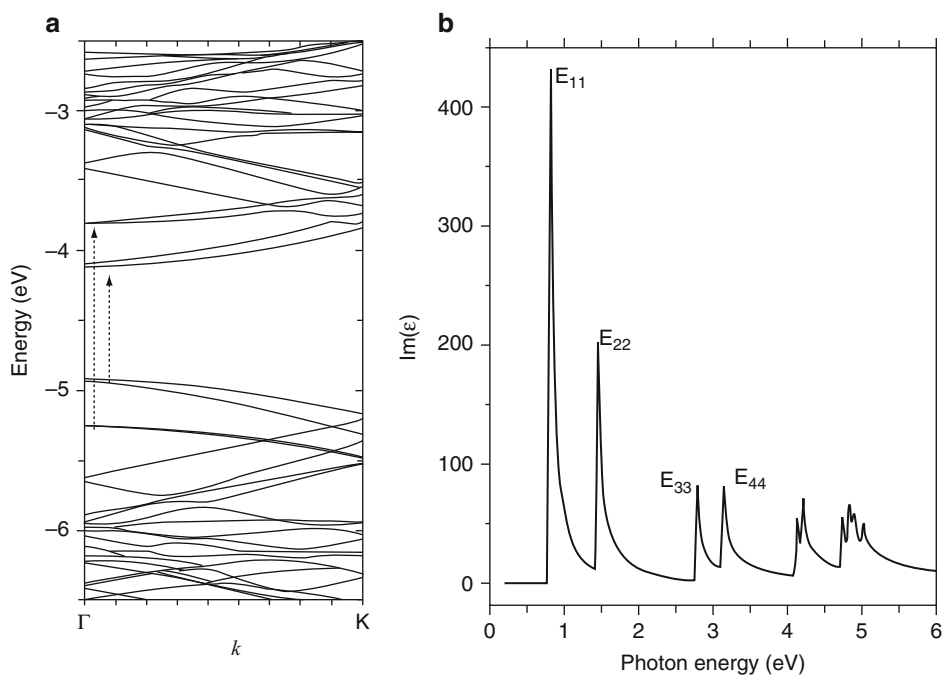 a
−3
−4
−5
−6
Energy (eV)
Γ
K
k
b
400
300
200
100
0
Im(ε)
E11
E22
E33
E44
0
1
2
3
4
5
6
Photon energy (eV)